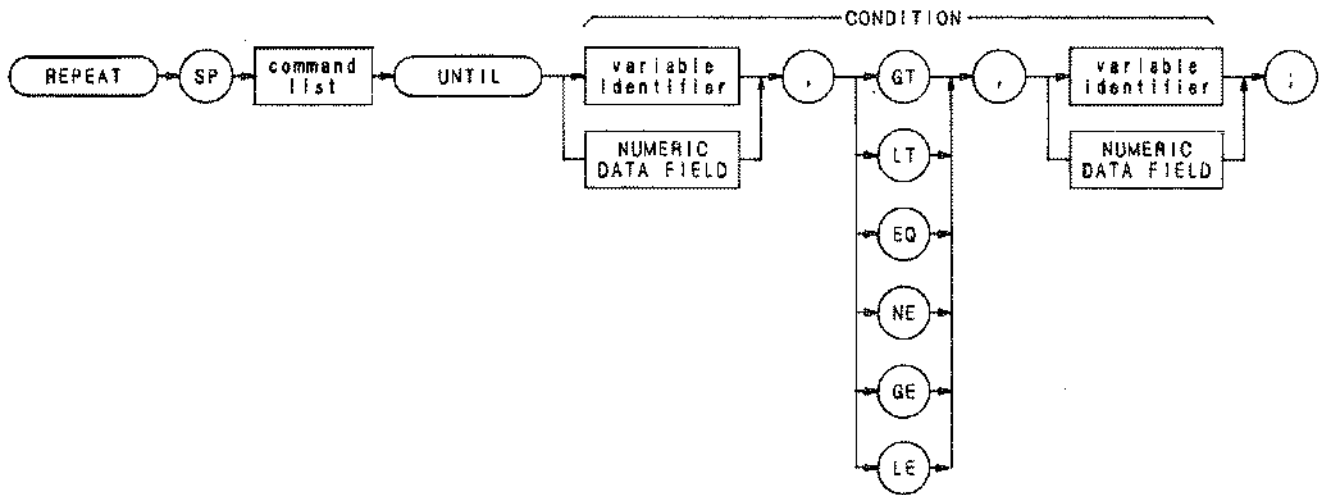 CONDITION
REPEAT
SP
command
list
UNTIL
variable
identifier
NUMERIC
DATA FIELD
,
GT
LT
EQ
NE
GE
LE
,
variable
identifier
NUMERIC
DATA FIELD
;